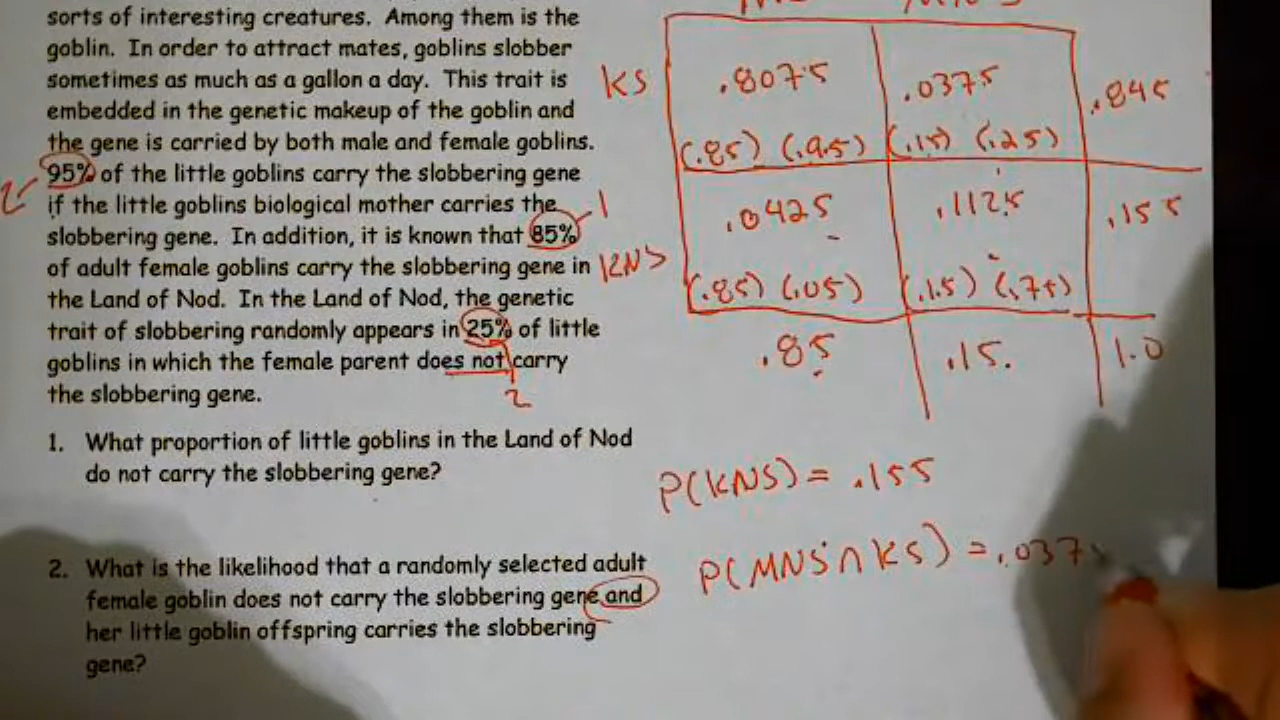 sorts of interesting creatures. Among them is the
goblin. In order to attract mates, goblins slobber
sometimes as much as a gallon a day. This trait is
embedded in the genetic makeup of the goblin and
the gene is carried by both male and female goblins.
95% of the little goblins carry the slobbering gene
if the little goblins biological mother carries the
slobbering gene. In addition, it is known that 85%
of adult female goblins carry the slobbering gene in
the Land of Nod. In the Land of Nod, the genetic
trait of slobbering randomly appears in 25% of little
goblins in which the female parent does not carry
the slobbering gene.
2
1
2
KS .8075 .0375 .845
(.85) (.95) (.15) (.25)
KNS .0425 .1125 .155
(.85) (.05) (.15) (.75)
.85 .15 1.0
1. What proportion of little goblins in the Land of Nod
do not carry the slobbering gene?
P(KNS) = .155
2. What is the likelihood that a randomly selected adult
female goblin does not carry the slobbering gene and
her little goblin offspring carries the slobbering
gene?
P(MNS ∩ KS) = .037